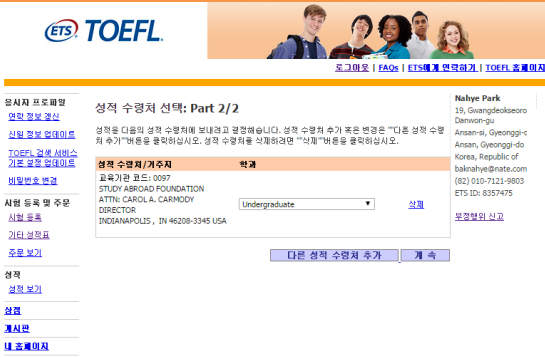 ETS TOEFL.
로그아웃 | FAQs | ETS에게 연락하기 | TOEFL 홈페이지
응시자 프로파일
연락 정보 갱신
신원 정보 업데이트
TOEFL 검색 서비스
기본 설정 업데이트
비밀번호 변경
시험 등록 및 주문
시험 등록
기타 성적표
주문 보기
성적
성적 보기
상점
게시판
내 홈페이지
성적 수령처 선택: Part 2/2
성적을 다음의 성적 수령처에 보내려고 결정했습니다. 성적 수령처 추가 혹은 변경은 ""다른 성적 수령
처 추가""버튼을 클릭하십시오. 성적 수령처를 삭제하려면 ""삭제""버튼을 클릭하십시오.
성적 수령처/거주지 학과
교육기관 코드: 0097
STUDY ABROAD FOUNDATION
ATTN: CAROL A. CARMODY
DIRECTOR
INDIANAPOLIS , IN 46208-3345 USA
Undergraduate
삭제
다른 성적 수령처 추가 계 속
Nahye Park
19, Gwangdeokseoro
Danwon-gu
Ansan-si, Gyeonggi-c
Ansan, Gyeonggi-do
Korea, Republic of
baknahye@nate.com
(82) 010-7121-9803
ETS ID: 8357475
부정행위 신고